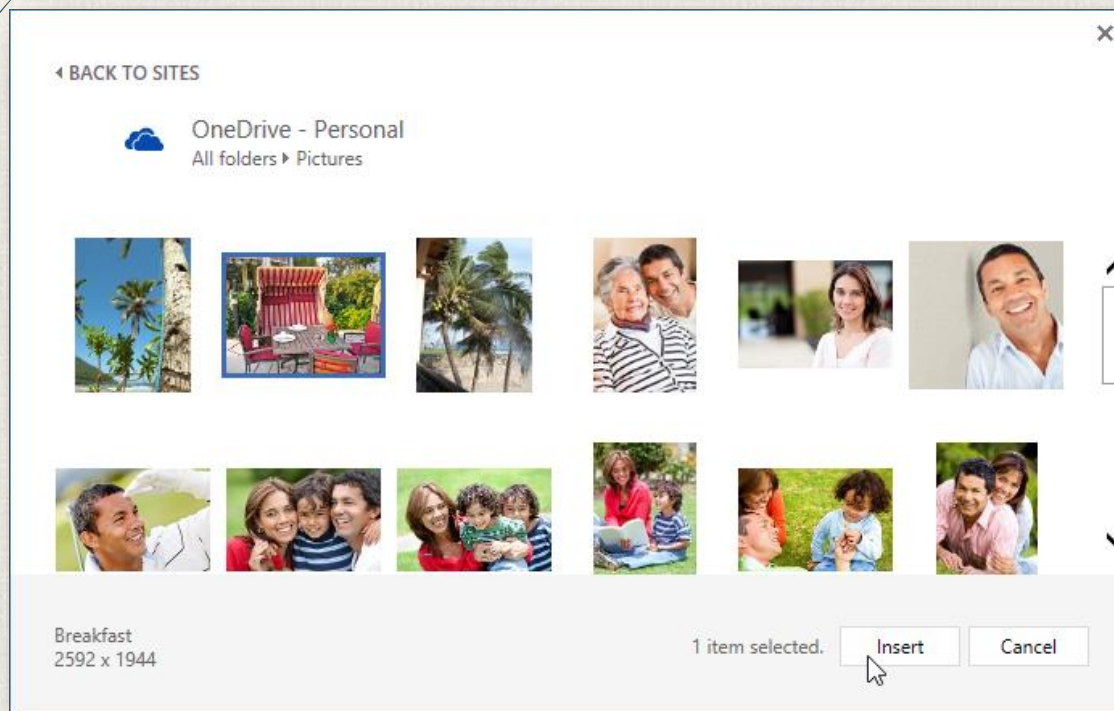 BACK TO SITES
OneDrive - Personal
All folders Pictures
Breakfast
2592 x 1944
1 item selected.
Insert
Cancel